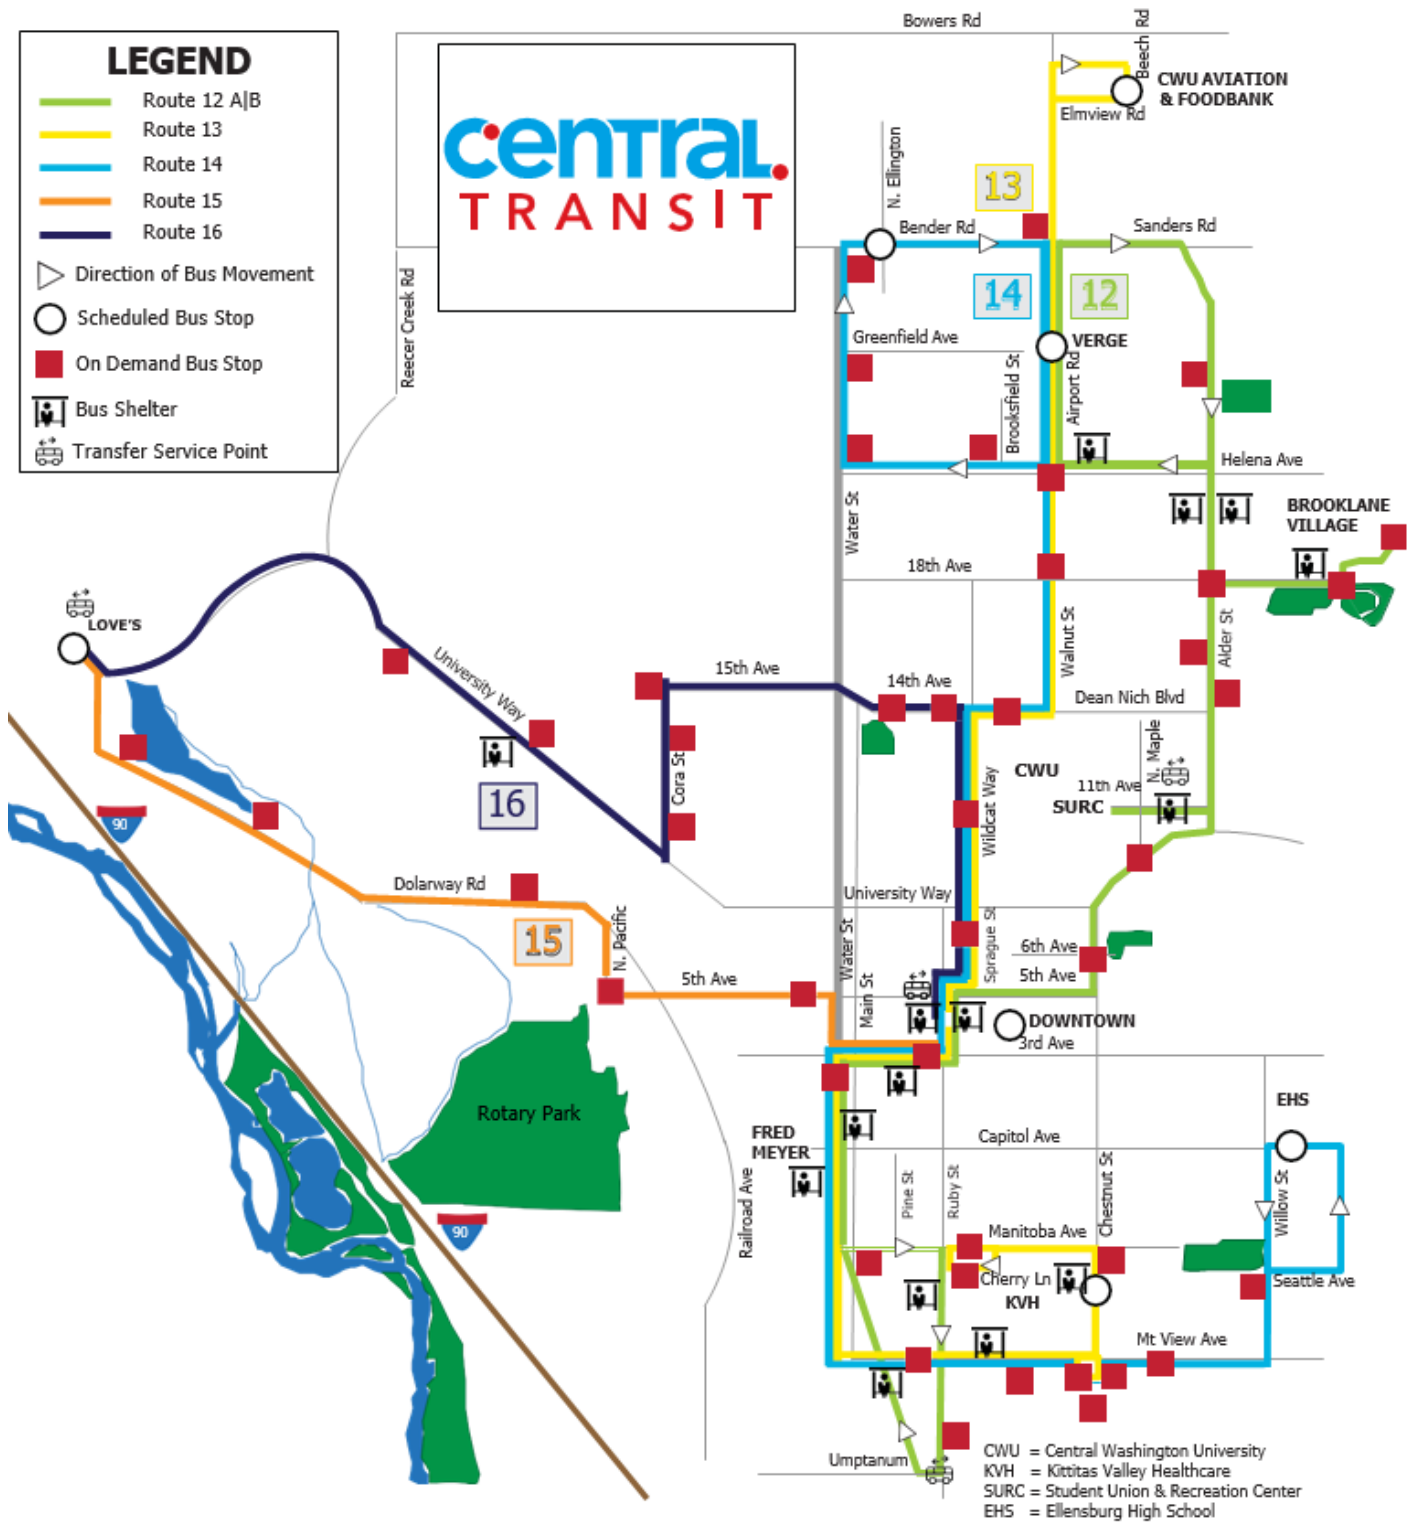 LEGEND
Route 12 A|B
Route 13
Route 14
Route 15
Route 16
Direction of Bus Movement
Scheduled Bus Stop
On Demand Bus Stop
Bus Shelter
Transfer Service Point
CENTRAL
TRANSIT
Bowers Rd
Beech Rd
CWU AVIATION
& FOODBANK
Elmview Rd
N. Ellington
13
Bender Rd
Sanders Rd
Reecer Creek Rd
14
12
Greenfield Ave
VERGE
Brooksfield St
Airport Rd
Helena Ave
Water St
BROOKLANE
VILLAGE
18th Ave
LOVE'S
University Way
15th Ave
14th Ave
Walnut St
Alder St
Dean Nich Blvd
N. Maple
CWU
11th Ave
SURC
Cora St
Wildcat Way
16
90
Dolarway Rd
University Way
15
N. Pacific
5th Ave
Water St
Main St
Sprague St
6th Ave
5th Ave
DOWNTOWN
3rd Ave
Rotary Park
FRED
MEYER
Capitol Ave
EHS
Railroad Ave
Pine St
Ruby St
Chestnut St
Willow St
Manitoba Ave
Cherry Ln
KVH
Seattle Ave
90
Mt View Ave
Umptanum
CWU = Central Washington University
KVH = Kittitas Valley Healthcare
SURC = Student Union & Recreation Center
EHS = Ellensburg High School